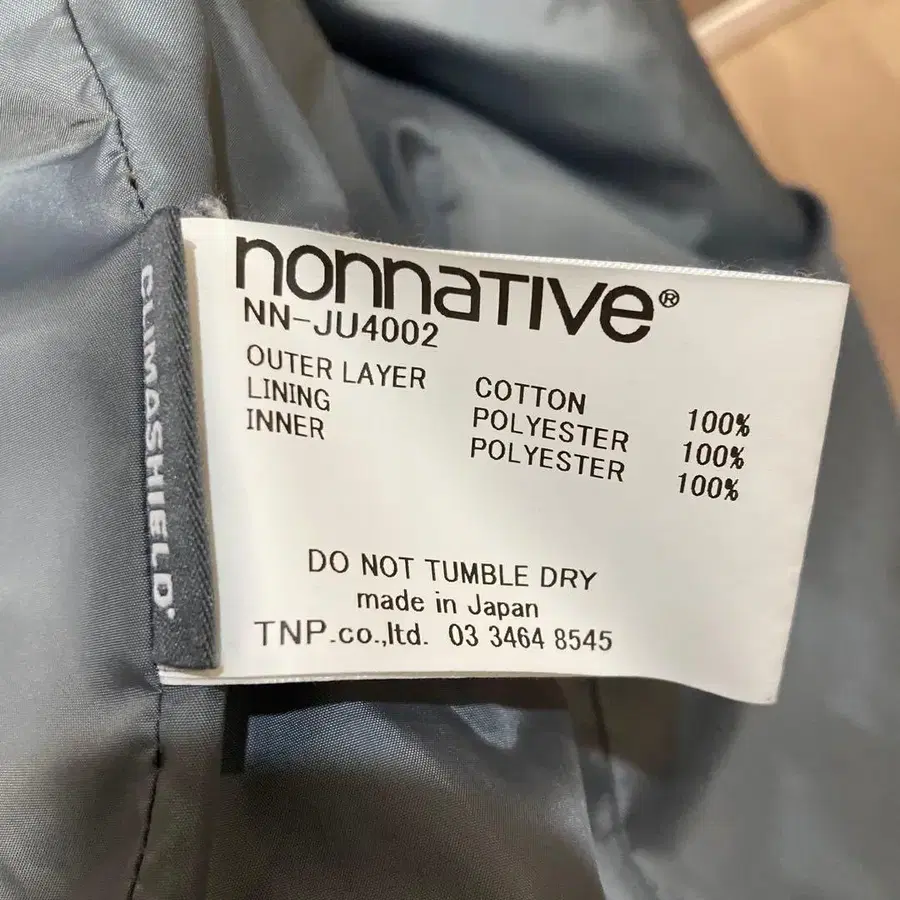 nonnaTIVe®
NN-JU4002
OUTER LAYER COTTON 100%
LINING POLYESTER 100%
INNER POLYESTER 100%
DO NOT TUMBLE DRY
made in Japan
TNP.co.,ltd. 03 3464 8545
CLIMASHIELD®